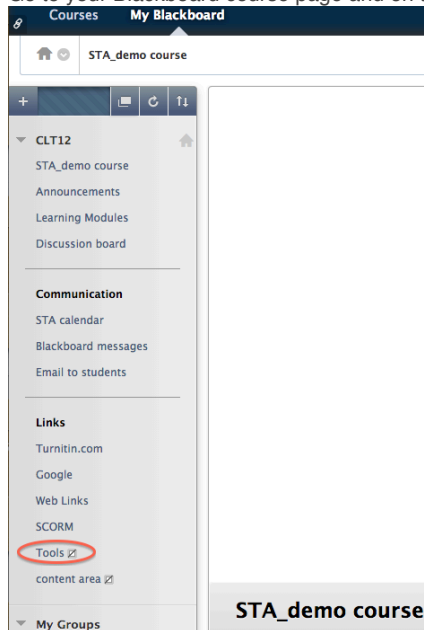 Courses My Blackboard
STA_demo course
CLT12
STA_demo course
Announcements
Learning Modules
Discussion board
Communication
STA calendar
Blackboard messages
Email to students
Links
Turnitin.com
Google
Web Links
SCORM
Tools
content area
My Groups
STA_demo course